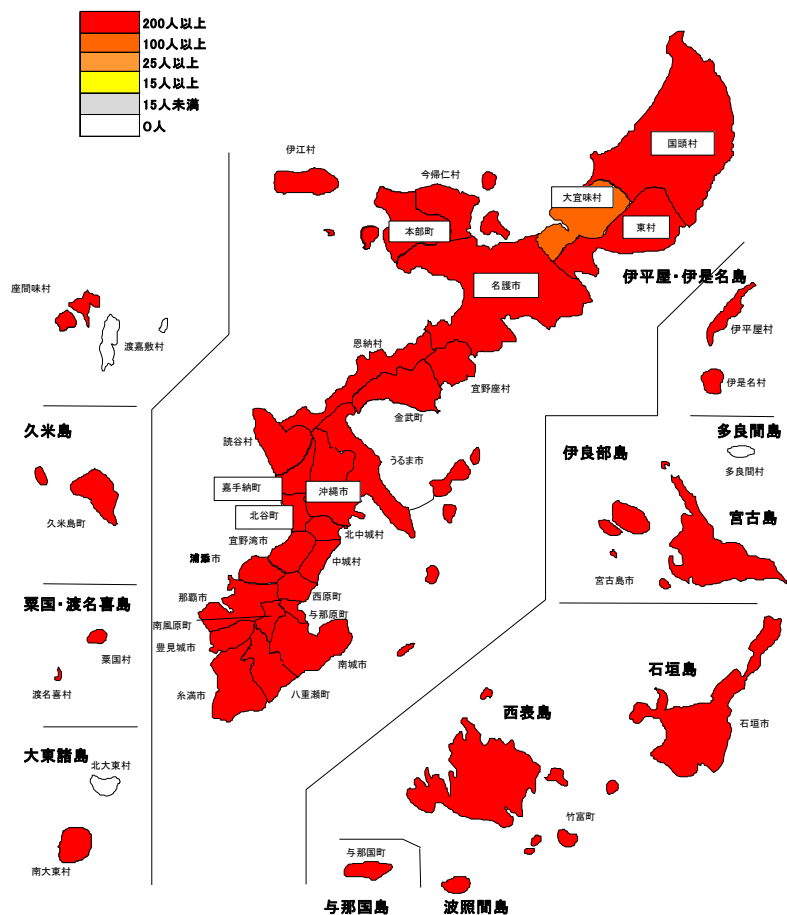 200人以上
100人以上
25人以上
15人以上
15人未満
0人
国頭村
伊江村
今帰仁村
大宜味村
本部町
東村
名護市
伊平屋・伊是名島
座間味村
渡嘉敷村
伊平屋村
恩納村
伊是名村
宜野座村
金武町
久米島
読谷村
うるま市
伊良部島
多良間島
多良間村
嘉手納町
沖縄市
北谷町
宮古島
久米島町
北中城村
宜野湾市
浦添市
中城村
宮古島市
那覇市
西原町
粟国・渡名喜島
与那原町
南風原町
粟国村
豊見城市
南城市
石垣島
渡名喜村
糸満市
八重瀬町
西表島
石垣市
大東諸島
北大東村
竹富町
与那国町
南大東村
与那国島
波照間島